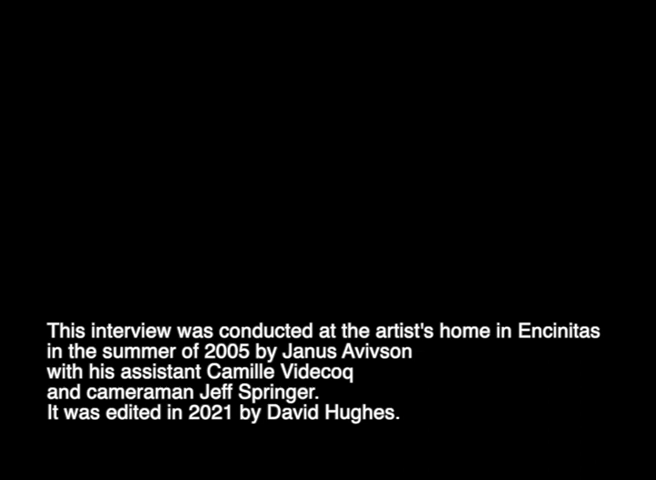 This interview was conducted at the artist's home in Encinitas
in the summer of 2005 by Janus Avivson
with his assistant Camille Videcoq
and cameraman Jeff Springer.
It was edited in 2021 by David Hughes.